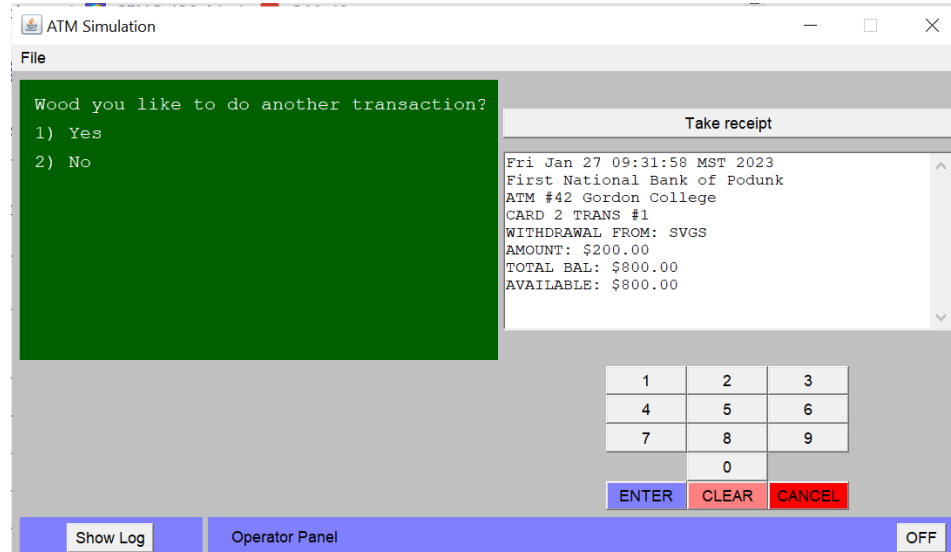 ATM Simulation
File
Wood you like to do another transaction?
1) Yes
2) No
Take receipt
Fri Jan 27 09:31:58 MST 2023
First National Bank of Podunk
ATM #42 Gordon College
CARD 2 TRANS #1
WITHDRAWAL FROM: SVGS
AMOUNT: $200.00
TOTAL BAL: $800.00
AVAILABLE: $800.00
1 2 3
4 5 6
7 8 9
0
ENTER CLEAR CANCEL
Show Log Operator Panel OFF